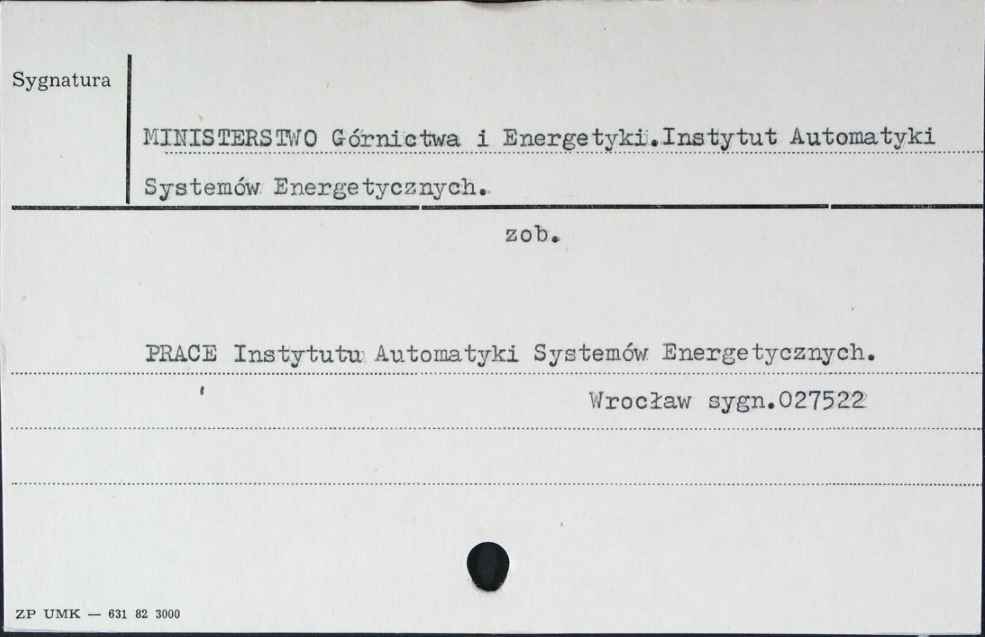 Sygnatura
MINISTERSTWO Górnictwa i Energetyki.Instytut Automatyki
Systemów Energetycznych.
zob.
PRACE Instytutu Automatyki Systemów Energetycznych.
Wrocław sygn.027522
ZP UMK — 631 82 3000